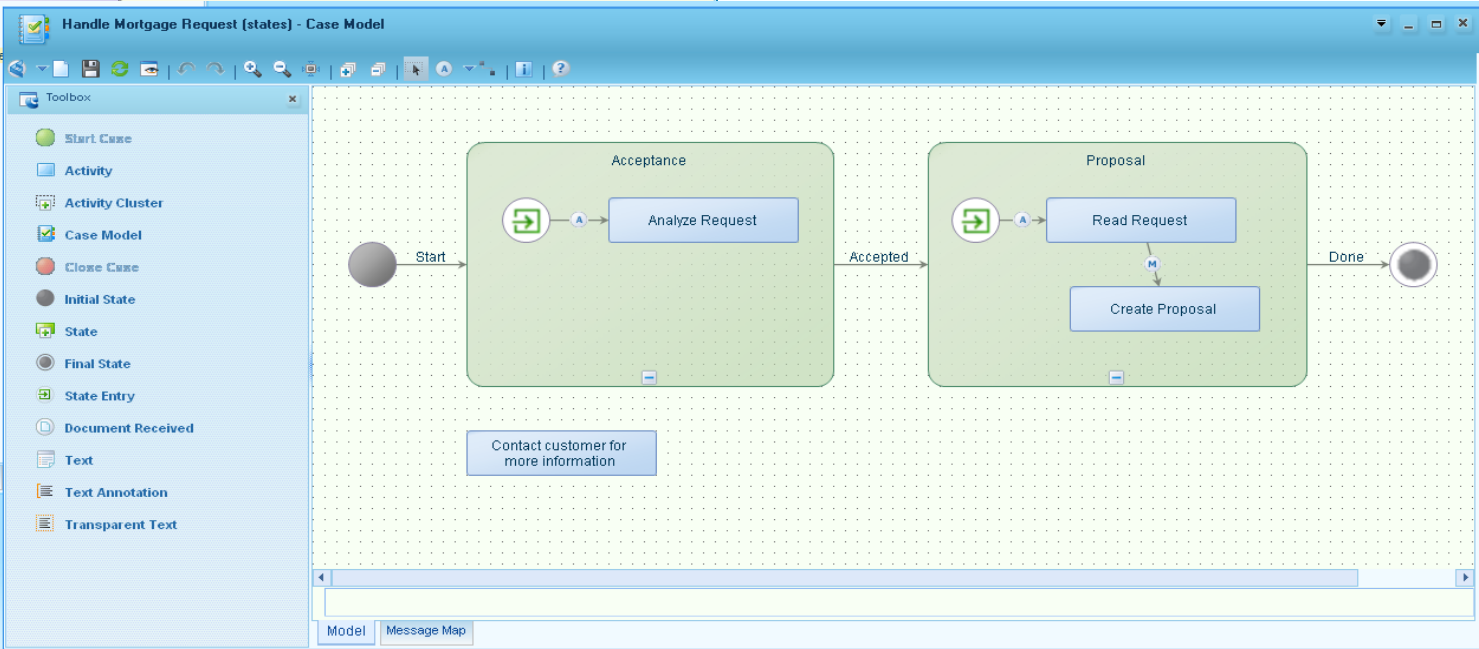 Handle Mortgage Request (states) - Case Model
Toolbox
Start Case
Activity
Activity Cluster
Case Model
Close Case
Initial State
State
Final State
State Entry
Document Received
Text
Text Annotation
Transparent Text
Acceptance
Proposal
A
Analyze Request
A
Read Request
Start
Accepted
Done
M
Create Proposal
Contact customer for
more information
Model
Message Map